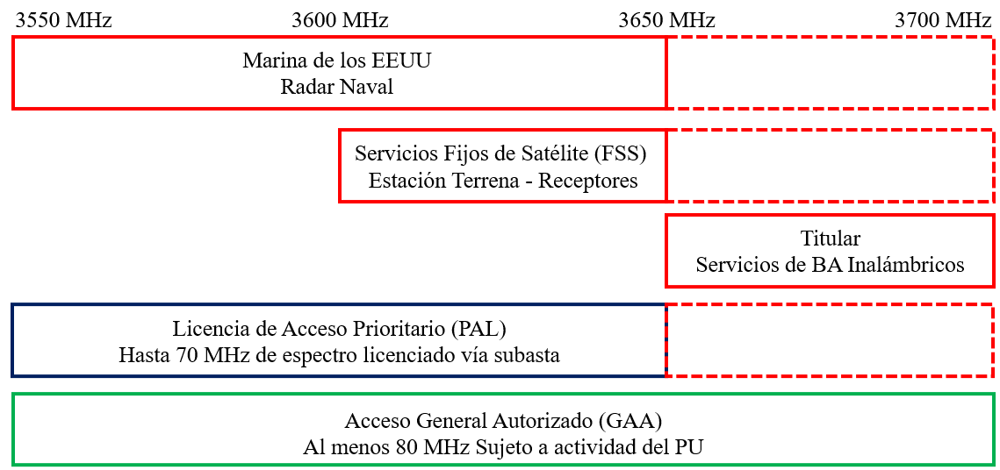 3550 MHz 3600 MHz 3650 MHz 3700 MHz
Marina de los EEUU
Radar Naval
Servicios Fijos de Satélite (FSS)
Estación Terrena - Receptores
Titular
Servicios de BA Inalámbricos
Licencia de Acceso Prioritario (PAL)
Hasta 70 MHz de espectro licenciado vía subasta
Acceso General Autorizado (GAA)
Al menos 80 MHz Sujeto a actividad del PU